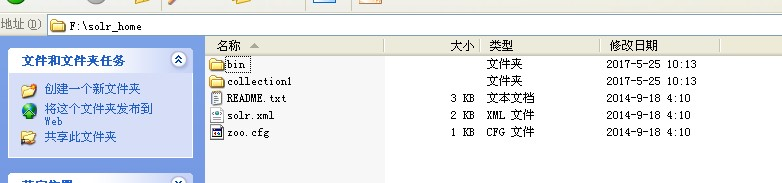 地址(D) F:\solr_home
文件和文件夹任务
创建一个新文件夹
将这个文件夹发布到
Web
共享此文件夹
名称 大小 类型 修改日期
bin 文件夹 2017-5-25 10:13
collection1 文件夹 2017-5-25 10:13
README.txt 3 KB 文本文档 2014-9-18 4:10
solr.xml 2 KB XML 文件 2014-9-18 4:10
zoo.cfg 1 KB CFG 文件 2014-9-18 4:10